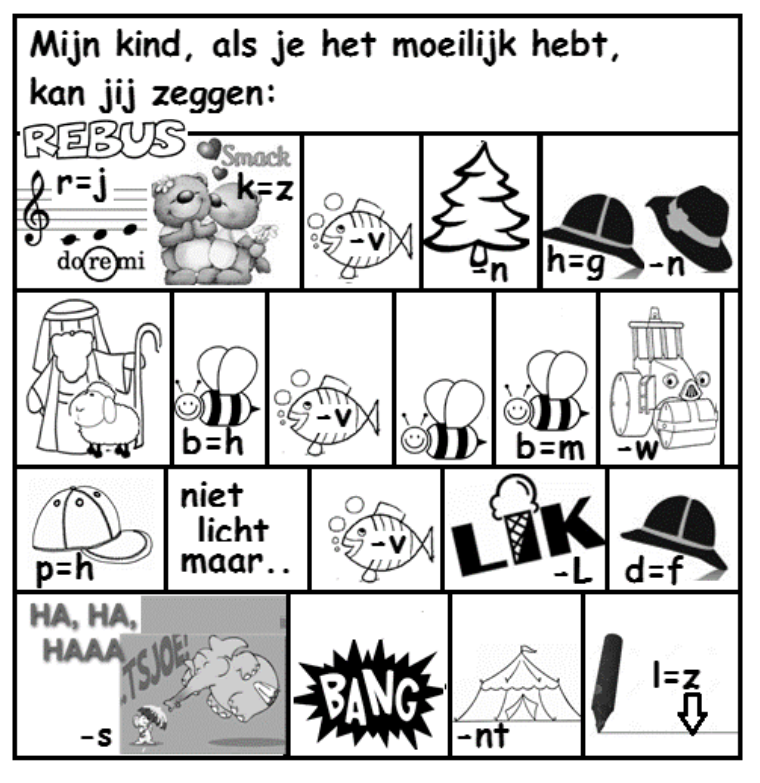 Mijn kind, als je het moeilijk hebt,
kan jij zeggen:
REBUS
Smack
r=j
k=z
do re mi
-v
-n
h=g
-n
b=h
-v
b=m
-w
p=h
niet
licht
maar..
-v
LIK
-L
d=f
HA, HA,
HAAA
..TSJOE!
-s
BANG
-nt
l=z